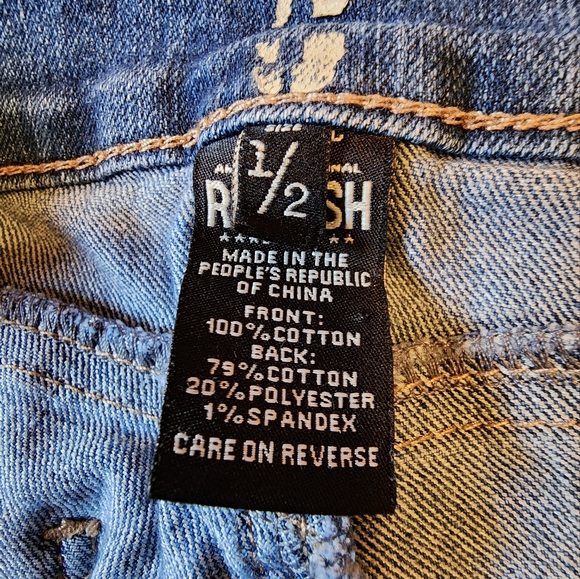 1/2
MADE IN THE
PEOPLE'S REPUBLIC
OF CHINA
FRONT:
100% COTTON
BACK:
79% COTTON
20% POLYESTER
1% SPANDEX
CARE ON REVERSE